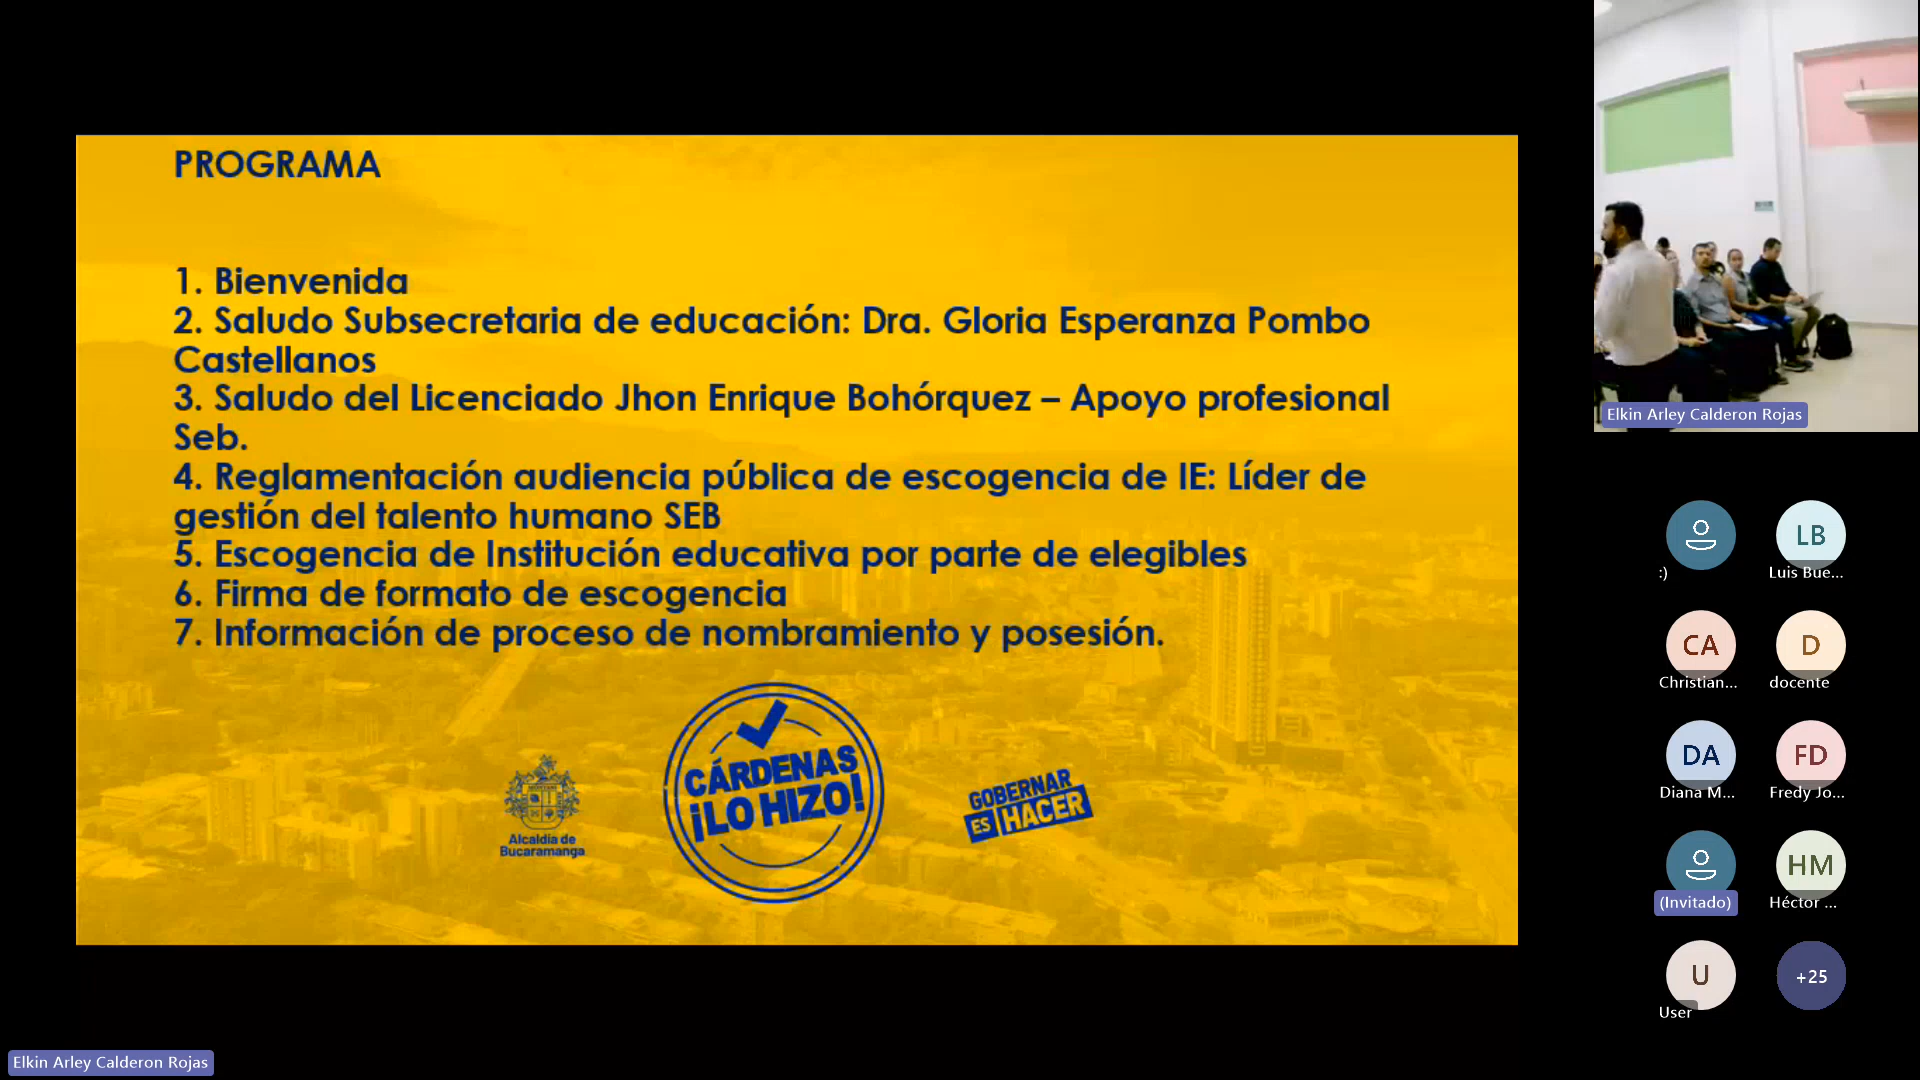 PROGRAMA
1. Bienvenida
2. Saludo Subsecretaria de educación: Dra. Gloria Esperanza Pombo
Castellanos
3. Saludo del Licenciado Jhon Enrique Bohórquez – Apoyo profesional
Seb.
4. Reglamentación audiencia pública de escogencia de IE: Líder de
gestión del talento humano SEB
5. Escogencia de Institución educativa por parte de elegibles
6. Firma de formato de escogencia
7. Información de proceso de nombramiento y posesión.
Alcaldía de
Bucaramanga
CÁRDENAS
¡LO HIZO!
GOBERNAR
ES HACER
Elkin Arley Calderon Rojas
:)
LB
Luis Bue...
CA
Christian...
D
docente
DA
Diana M...
FD
Fredy Jo...
(Invitado)
HM
Héctor ...
U
User
+25
Elkin Arley Calderon Rojas